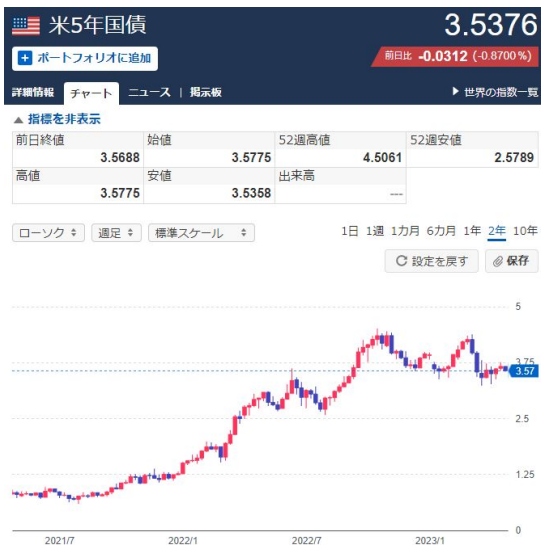 米5年国債
3.5376
+ ポートフォリオに追加
前日比 -0.0312 (-0.8700%)
詳細情報 チャート ニュース | 掲示板 ▶ 世界の指数一覧
▲ 指標を非表示
前日終値 始値 52週高値 52週安値
3.5688 3.5775 4.5061 2.5789
高値 安値 出来高
3.5775 3.5358 ---
ローソク 週足 標準スケール 1日 1週 1カ月 6カ月 1年 2年 10年
設定を戻す 保存
5
3.75
3.57
2.5
1.25
0
2021/7 2022/1 2022/7 2023/1